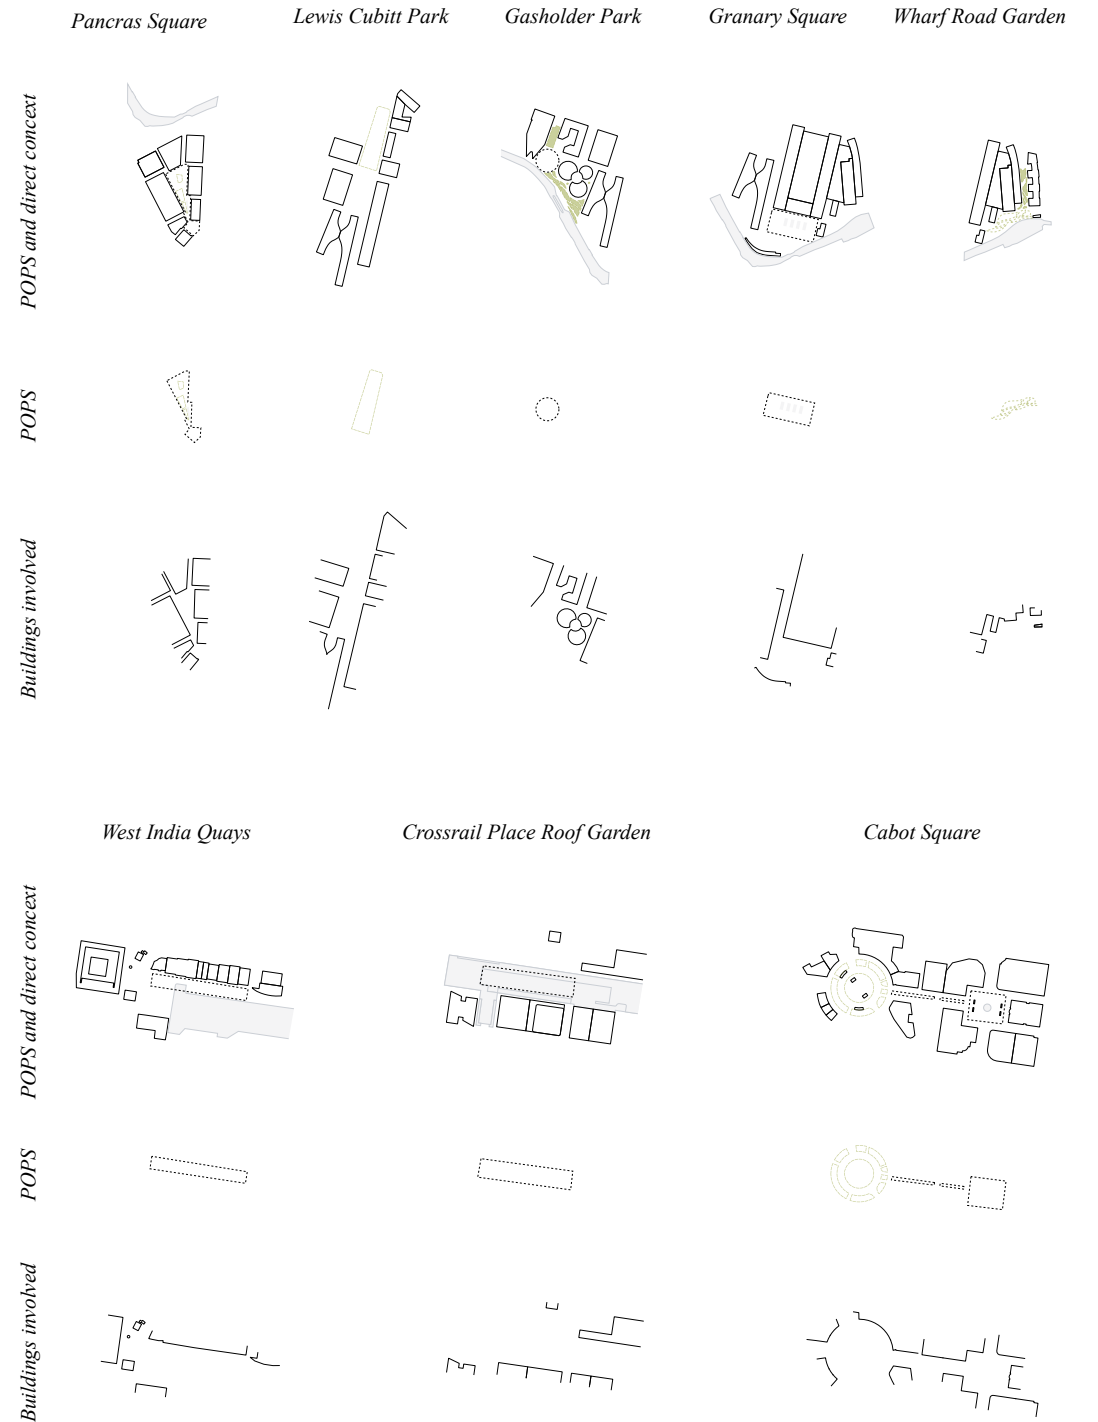 Pancras Square
Lewis Cubitt Park
Gasholder Park
Granary Square
Wharf Road Garden
POPS and direct concext
POPS
Buildings involved
West India Quays
Crossrail Place Roof Garden
Cabot Square
POPS and direct concext
POPS
Buildings involved